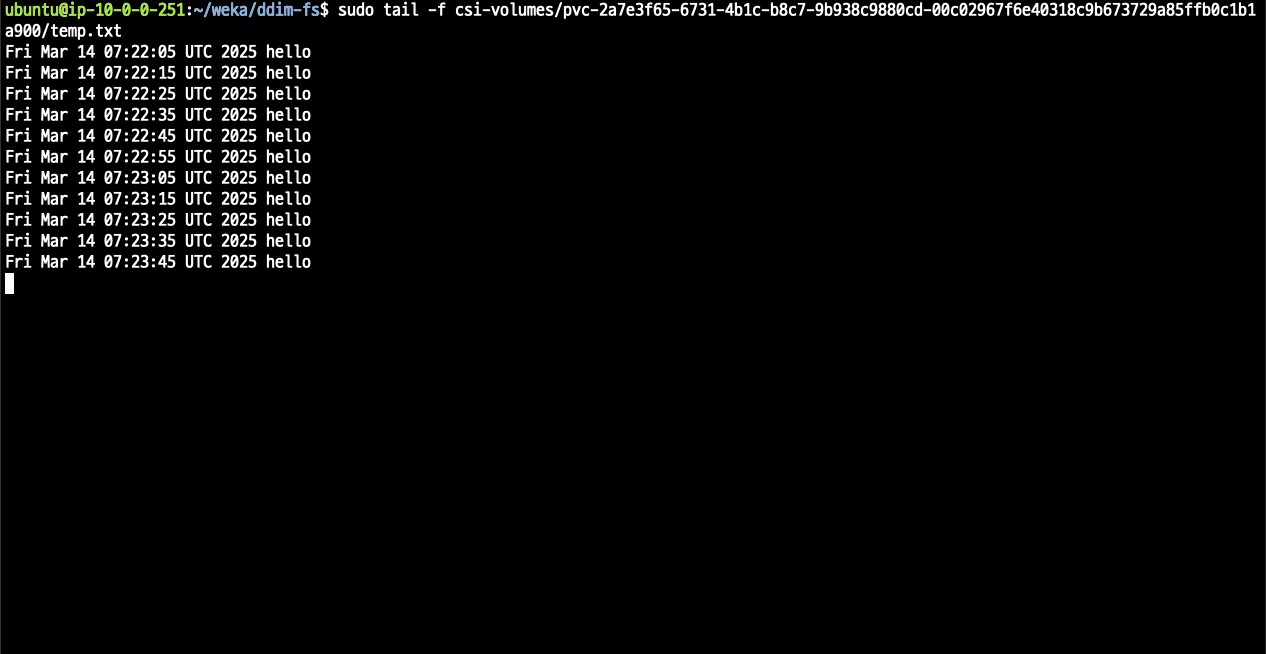 ubuntu@ip-10-0-0-251:~/weka/ddim-fs$ sudo tail -f csi-volumes/pvc-2a7e3f65-6731-4b1c-b8c7-9b938c9880cd-00c02967f6e40318c9b673729a85ffb0c1b1
a900/temp.txt
Fri Mar 14 07:22:05 UTC 2025 hello
Fri Mar 14 07:22:15 UTC 2025 hello
Fri Mar 14 07:22:25 UTC 2025 hello
Fri Mar 14 07:22:35 UTC 2025 hello
Fri Mar 14 07:22:45 UTC 2025 hello
Fri Mar 14 07:22:55 UTC 2025 hello
Fri Mar 14 07:23:05 UTC 2025 hello
Fri Mar 14 07:23:15 UTC 2025 hello
Fri Mar 14 07:23:25 UTC 2025 hello
Fri Mar 14 07:23:35 UTC 2025 hello
Fri Mar 14 07:23:45 UTC 2025 hello